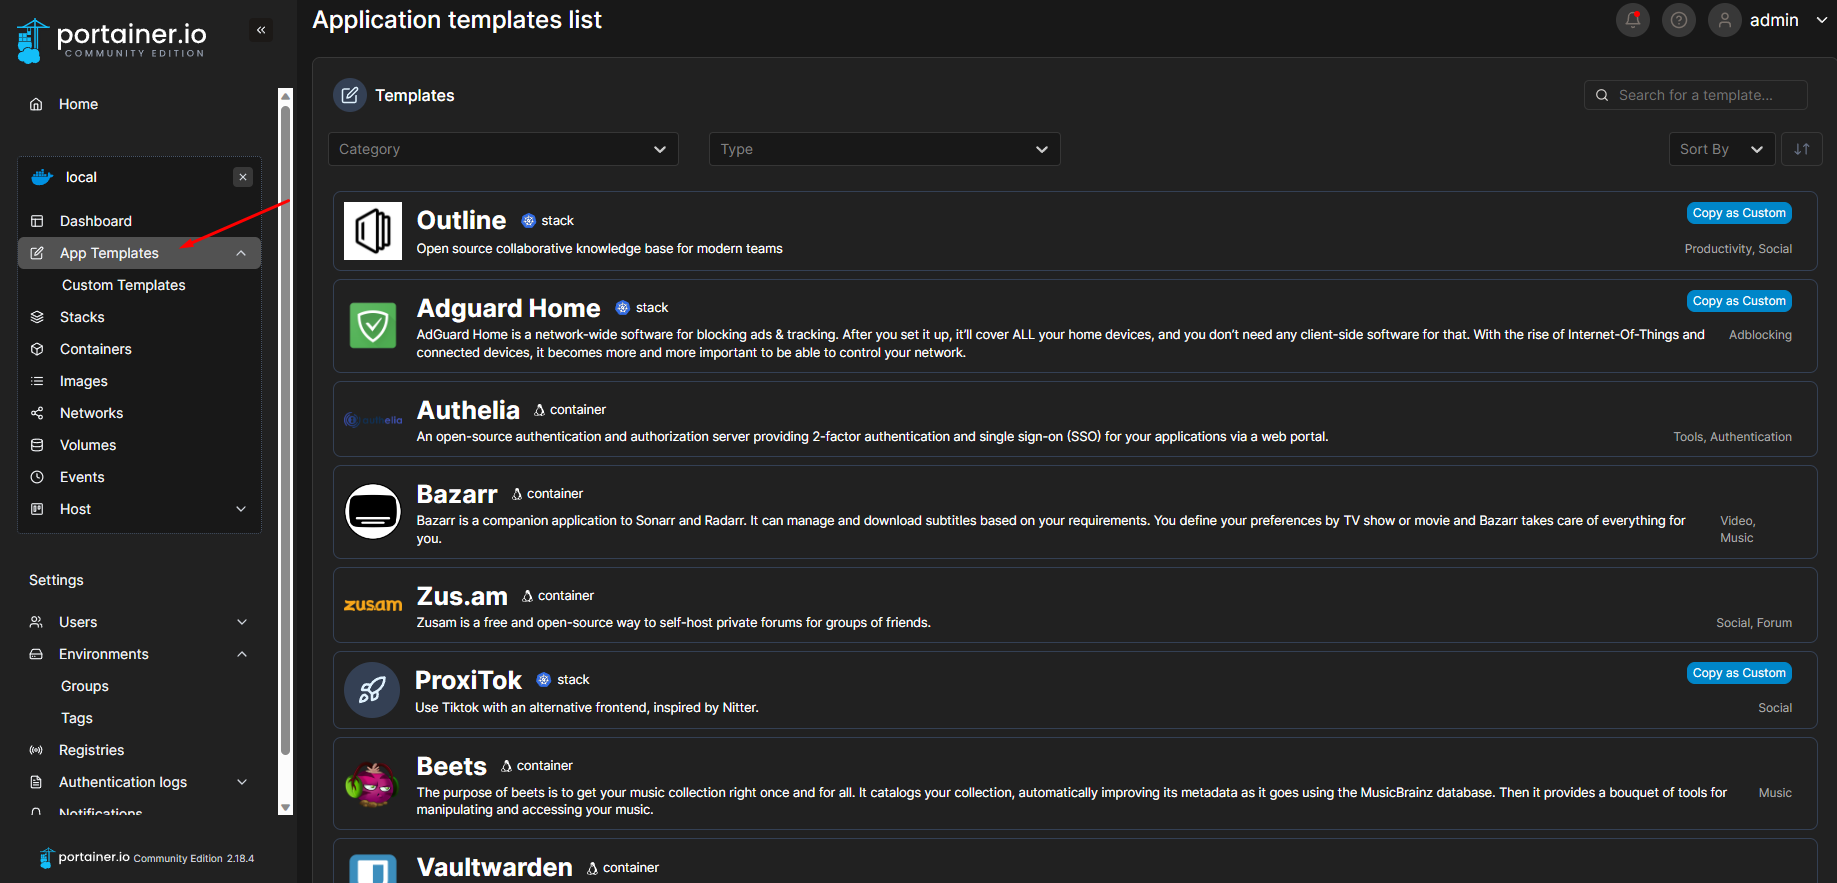 portainer.io
COMMUNITY EDITION
Home
local
Dashboard
App Templates
Custom Templates
Stacks
Containers
Images
Networks
Volumes
Events
Host
Settings
Users
Environments
Groups
Tags
Registries
Authentication logs
Notifications
portainer.io Community Edition 2.18.4
Application templates list
admin
Templates
Search for a template...
Category
Type
Sort By
Outline stack
Copy as Custom
Open source collaborative knowledge base for modern teams
Productivity, Social
Adguard Home stack
Copy as Custom
AdGuard Home is a network-wide software for blocking ads & tracking. After you set it up, it'll cover ALL your home devices, and you don't need any client-side software for that. With the rise of Internet-Of-Things and
connected devices, it becomes more and more important to be able to control your network.
Adblocking
authelia
Authelia container
An open-source authentication and authorization server providing 2-factor authentication and single sign-on (SSO) for your applications via a web portal.
Tools, Authentication
Bazarr container
Bazarr is a companion application to Sonarr and Radarr. It can manage and download subtitles based on your requirements. You define your preferences by TV show or movie and Bazarr takes care of everything for
you.
Video,
Music
zusam
Zus.am container
Zusam is a free and open-source way to self-host private forums for groups of friends.
Social, Forum
ProxiTok stack
Copy as Custom
Use Tiktok with an alternative frontend, inspired by Nitter.
Social
Beets container
The purpose of beets is to get your music collection right once and for all. It catalogs your collection, automatically improving its metadata as it goes using the MusicBrainz database. Then it provides a bouquet of tools for
manipulating and accessing your music.
Music
Vaultwarden container